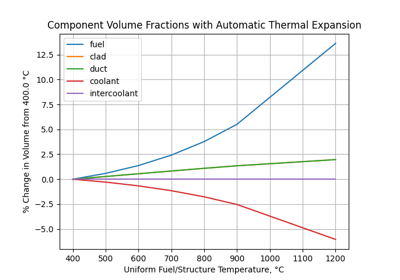 Component Volume Fractions with Automatic Thermal Expansion
fuel
clad
duct
coolant
intercoolant
% Change in Volume from 400.0 °C
12.5
10.0
7.5
5.0
2.5
0.0
−2.5
−5.0
400 500 600 700 800 900 1000 1100 1200
Uniform Fuel/Structure Temperature, °C